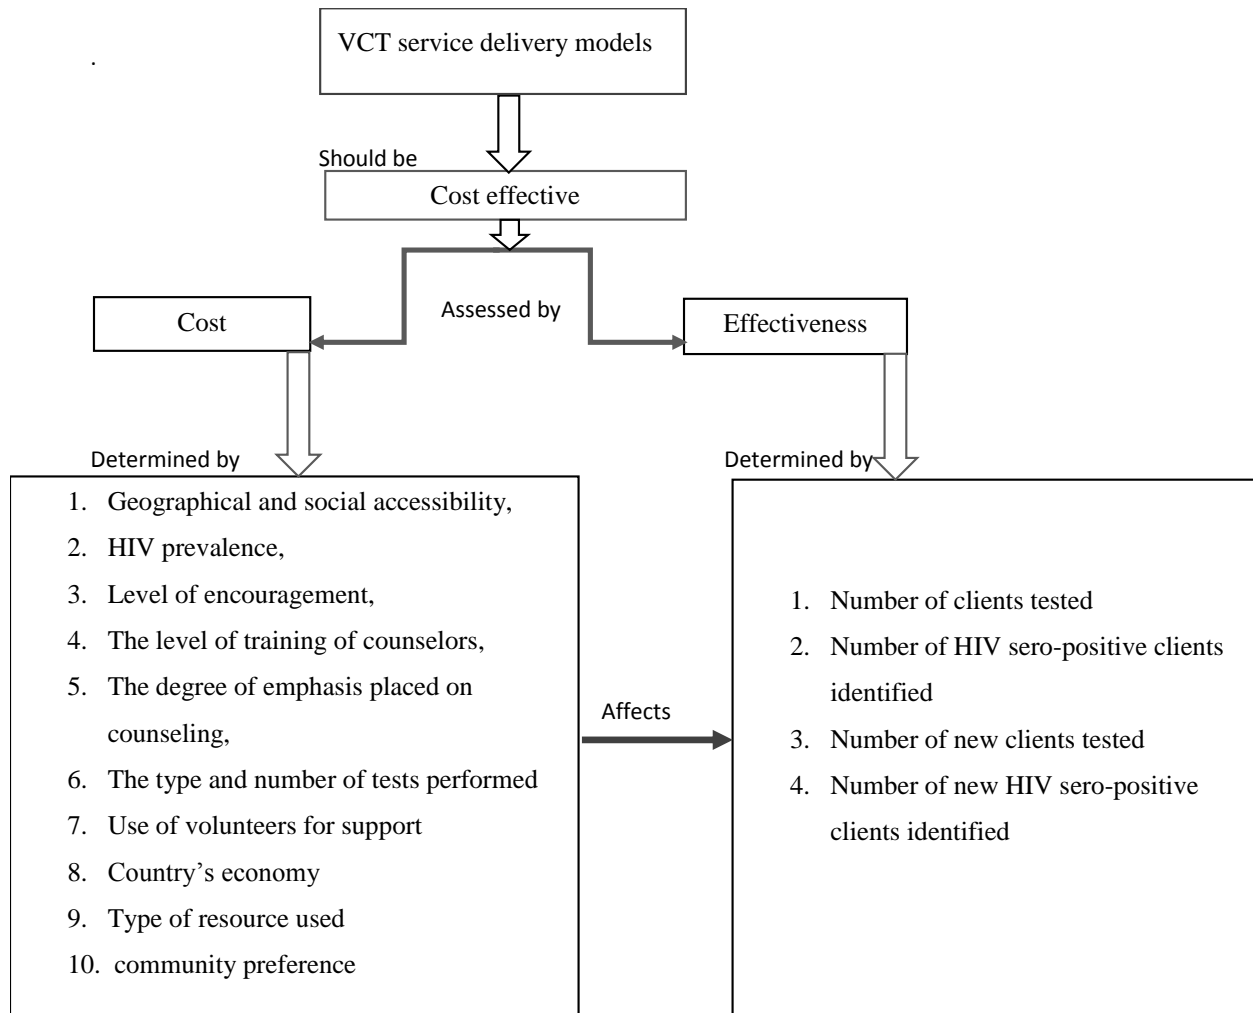 VCT service delivery models
.
Should be
Cost effective
Assessed by
Cost
Effectiveness
Determined by
Determined by
1. Geographical and social accessibility,
2. HIV prevalence,
3. Level of encouragement,
4. The level of training of counselors,
5. The degree of emphasis placed on
counseling,
6. The type and number of tests performed
7. Use of volunteers for support
8. Country’s economy
9. Type of resource used
10. community preference
Affects
1. Number of clients tested
2. Number of HIV sero-positive clients
identified
3. Number of new clients tested
4. Number of new HIV sero-positive
clients identified